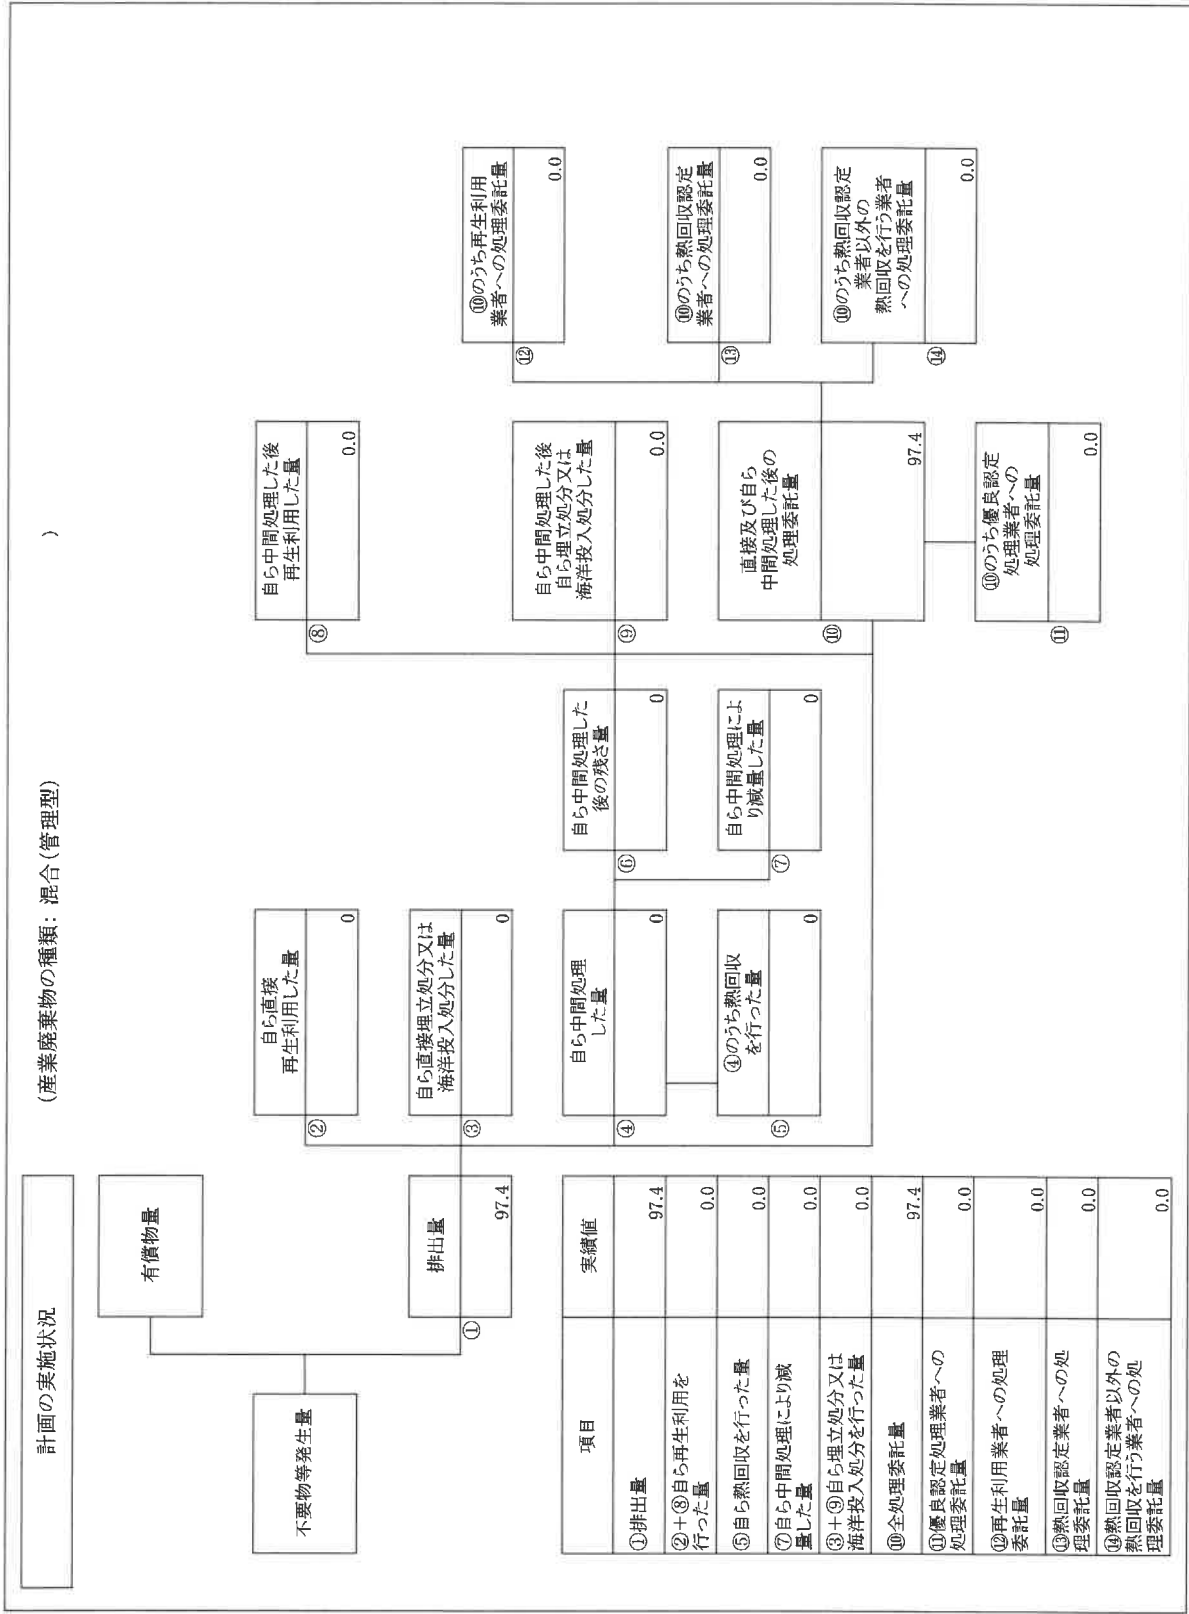 計画の実施状況
(産業廃棄物の種類: 混合(管理型)
)
不要物等発生量
有償物量
排出量
①
97.4
自ら直接
再生利用した量
②
0
自ら直接埋立処分又は
海洋投入処分した量
③
0
自ら中間処理
した量
④
0
④のうち熱回収
を行った量
⑤
0
自ら中間処理した
後の残さ量
⑥
0
自ら中間処理によ
り減量した量
⑦
0
自ら中間処理した後
再生利用した量
⑧
0.0
自ら中間処理した後
自ら埋立処分又は
海洋投入処分した量
⑨
0.0
直接及び自ら
中間処理した後の
処理委託量
⑩
97.4
⑩のうち優良認定
処理業者への
処理委託量
⑪
0.0
⑩のうち再生利用
業者への処理委託量
⑫
0.0
⑩のうち熱回収認定
業者への処理委託量
⑬
0.0
⑩のうち熱回収認定
業者以外の
熱回収を行う業者
への処理委託量
⑭
0.0
項目 実績値
①排出量 97.4
②+⑧自ら再生利用を
行った量 0.0
⑤自ら熱回収を行った量 0.0
⑦自ら中間処理により減
量した量 0.0
③+⑨自ら埋立処分又は
海洋投入処分を行った量 0.0
⑩全処理委託量 97.4
⑪優良認定処理業者への
処理委託量 0.0
⑫再生利用業者への処理
委託量 0.0
⑬熱回収認定業者への処
理委託量 0.0
⑭熱回収認定業者以外の
熱回収を行う業者への処
理委託量 0.0